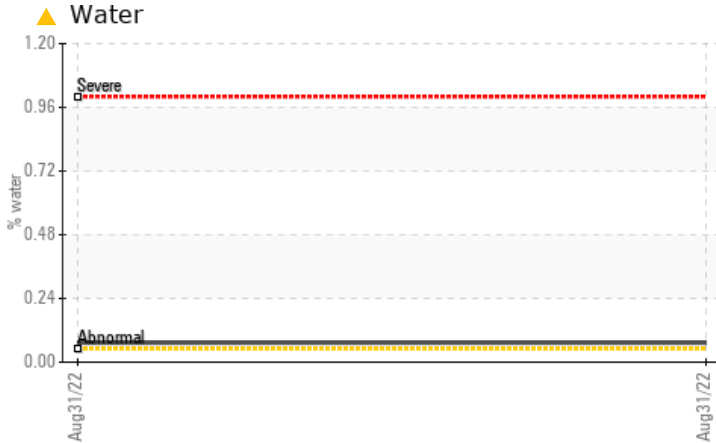 Water
1.20
Severe
0.96
0.72
% water
0.48
0.24
Abnormal
0.00
Aug31/22
Aug31/22